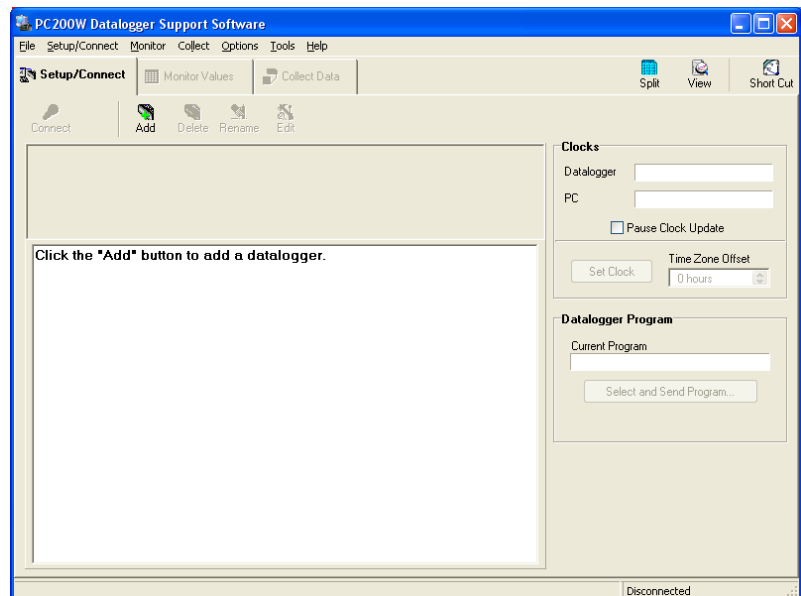 PC200W Datalogger Support Software
File Setup/Connect Monitor Collect Options Tools Help
Setup/Connect Monitor Values Collect Data
Split View Short Cut
Connect Add Delete Rename Edit
Clocks
Datalogger
PC
Pause Clock Update
Click the "Add" button to add a datalogger.
Time Zone Offset
Set Clock 0 hours
Datalogger Program
Current Program
Select and Send Program...
Disconnected